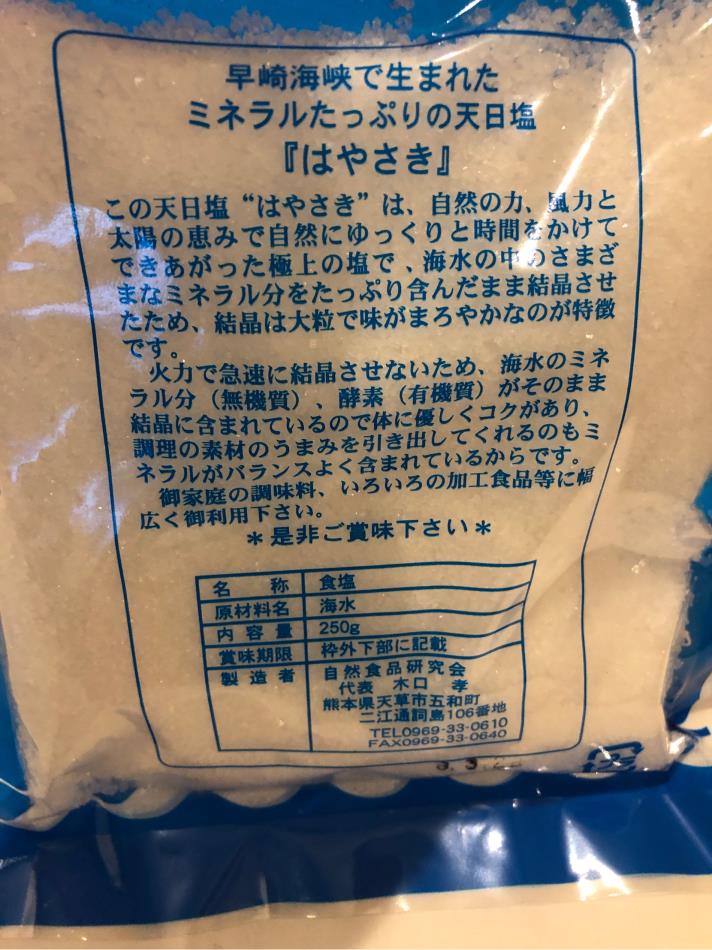 早崎海峡で生まれた
ミネラルたっぷりの天日塩
『はやさき』
この天日塩“はやさき”は、自然の力、風力と
太陽の恵みで自然にゆっくりと時間をかけて
できあがった極上の塩で、海水の中のさまざ
まなミネラル分をたっぷり含んだまま結晶させ
たため、結晶は大粒で味がまろやかなのが特徴
です。
火力で急速に結晶させないため、海水のミネ
ラル分（無機質）、酵素（有機質）がそのまま
結晶に含まれているので体に優しくコクがあり、
調理の素材のうまみを引き出してくれるのもミ
ネラルがバランスよく含まれているからです。
御家庭の調味料、いろいろの加工食品等に幅
広く御利用下さい。
＊是非ご賞味下さい＊
名称 食塩
原材料名 海水
内容量 250g
賞味期限 枠外下部に記載
製造者 自然食品研究会
代表 木口 孝
熊本県天草市五和町
二江通詞島106番地
TEL0969-33-0610
FAX0969-33-0640